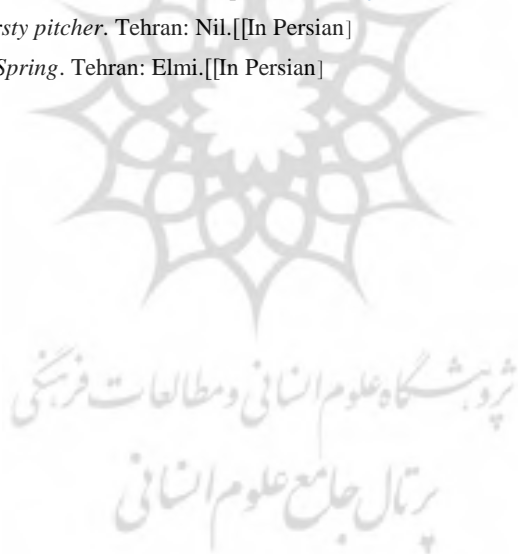 rsty pitcher. Tehran: Nil.[[In Persian]
Spring. Tehran: Elmi.[[In Persian]
پژوهشگاه علوم انسانی و مطالعات فرهنگی
پرتال جامع علوم انسانی